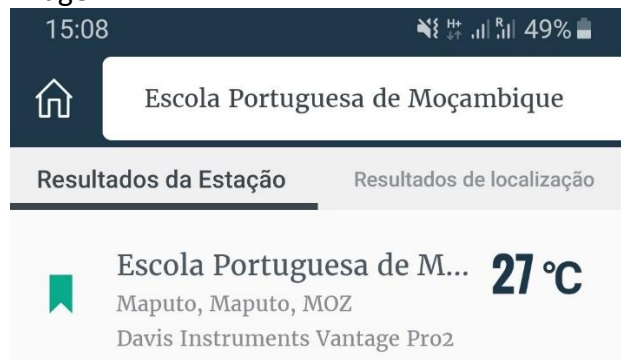 15:08 H+ R 49%
Escola Portuguesa de Moçambique
Resultados da Estação Resultados de localização
Escola Portuguesa de M... 27 °C
Maputo, Maputo, MOZ
Davis Instruments Vantage Pro2